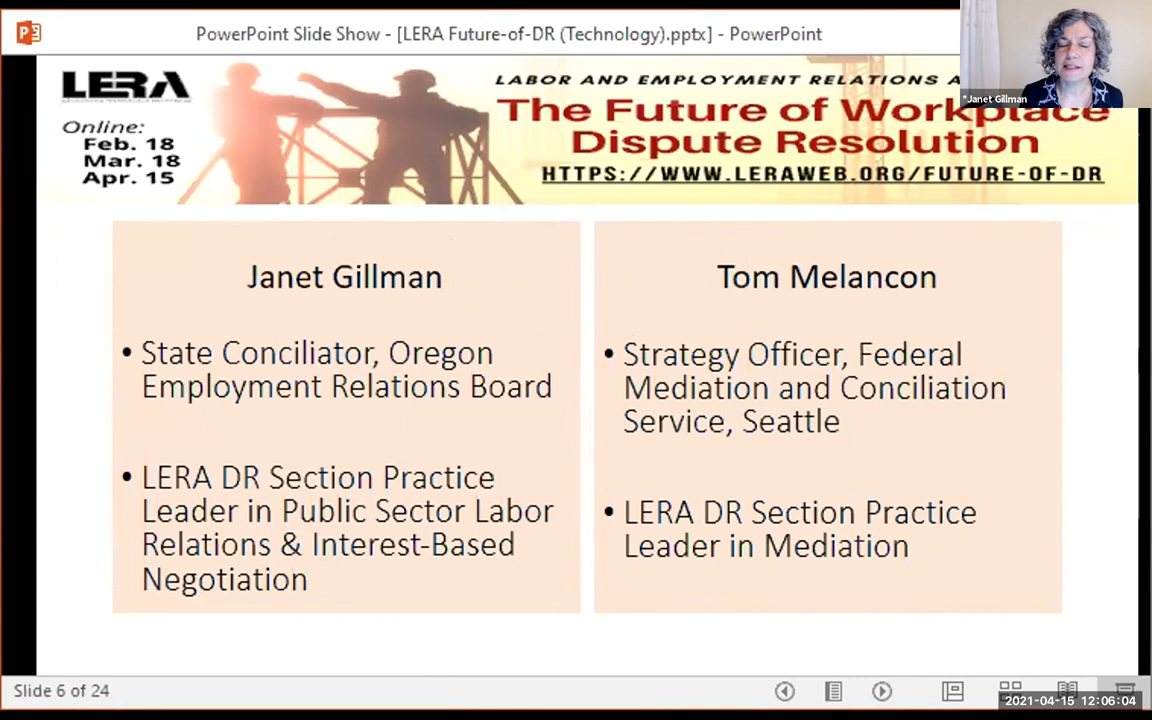 PowerPoint Slide Show - [LERA Future-of-DR (Technology).pptx] - PowerPoint
*Janet Gillman
LERA
Online:
Feb. 18
Mar. 18
Apr. 15
LABOR AND EMPLOYMENT RELATIONS A
The Future of Workplace
Dispute Resolution
HTTPS://WWW.LERAWEB.ORG/FUTURE-OF-DR
Janet Gillman
• State Conciliator, Oregon
Employment Relations Board
• LERA DR Section Practice
Leader in Public Sector Labor
Relations & Interest-Based
Negotiation
Tom Melancon
• Strategy Officer, Federal
Mediation and Conciliation
Service, Seattle
• LERA DR Section Practice
Leader in Mediation
Slide 6 of 24
2021-04-15 12:06:04